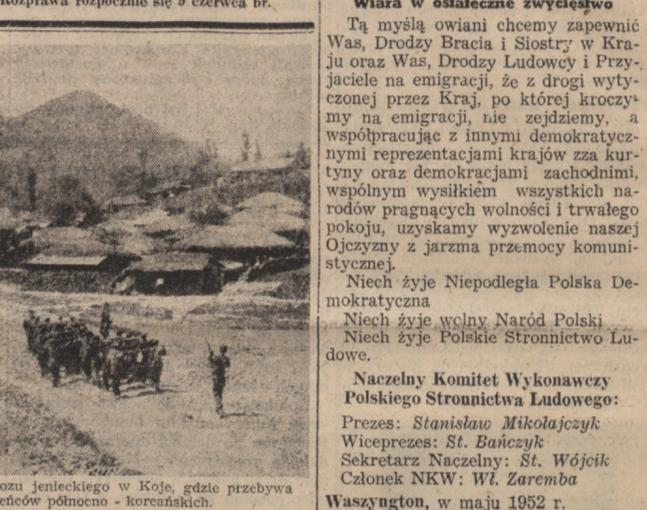 Rozprawa rozpocznie się 9 czerwca br.
ozu jenieckiego w Koje, gdzie przebywa
eńców północno - koreańskich.
Wiara w ostateczne zwycięstwo
Tą myślą owiani chcemy zapewnić
Was, Drodzy Bracia i Siostry w Kra-
ju oraz Was, Drodzy Ludowcy i Przy-
jaciele na emigracji, że z drogi wyty-
czonej przez Kraj, po której kroczy-
my na emigracji, nie zejdziemy, a
współpracując z innymi demokratycz-
nymi reprezentacjami krajów zza kur-
tyny oraz demokracjami zachodnimi,
wspólnym wysiłkiem wszystkich na-
rodów pragnących wolności i trwałego
pokoju, uzyskamy wyzwolenie naszej
Ojczyzny z jarzma przemocy komuni-
stycznej.
Niech żyje Niepodległa Polska De-
mokratyczna
Niech żyje wolny Naród Polski
Niech żyje Polskie Stronnictwo Lu-
dowe.
Naczelny Komitet Wykonawczy
Polskiego Stronnictwa Ludowego:
Prezes: Stanisław Mikołajczyk
Wiceprezes: St. Bańczyk
Sekretarz Naczelny: St. Wójcik
Członek NKW: Wł. Zaremba
Waszyngton, w maju 1952 r.